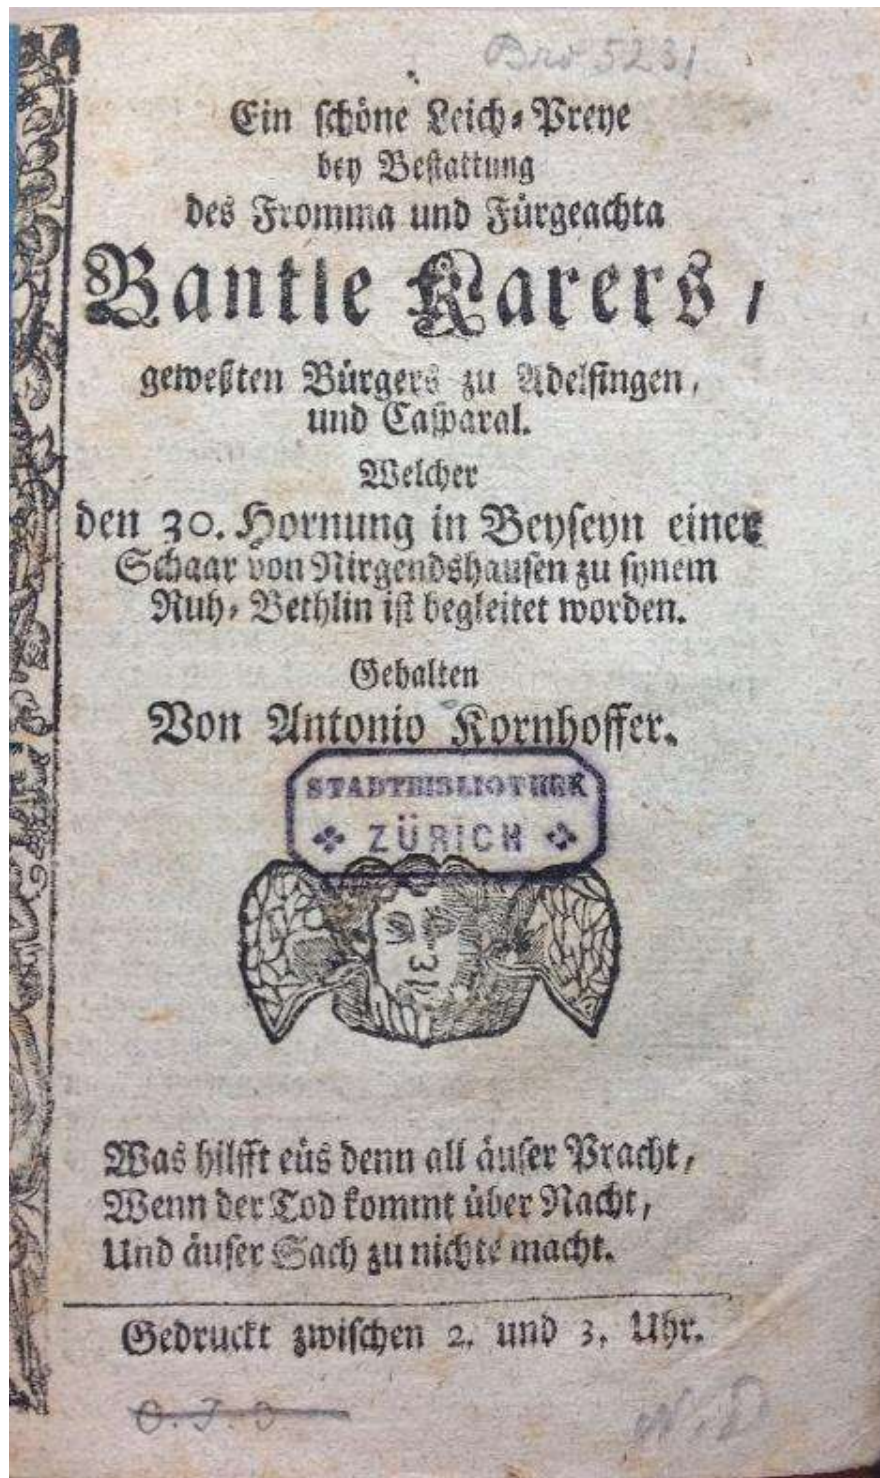 Bro 5231
Ein schöne Leich-Preye
bey Bestattung
des Fromma und Fürgeachta
Bantle Karers,
geweßten Bürgers zu Adelfingen,
und Casparal.
Welcher
den 30. Hornung in Beyseyn einer
Schaar von Nirgendshausen zu synem
Ruh-Bethlin ist begleitet worden.
Gehalten
Von Antonio Kornhoffer.
STADTBIBLIOTHEK
ZÜRICH
Was hilfft eüs denn all äuser Pracht,
Wenn der Tod kommt über Nacht,
Und äuser Sach zu nichte macht.
Gedruckt zwischen 2. und 3. Uhr.
O. J. O